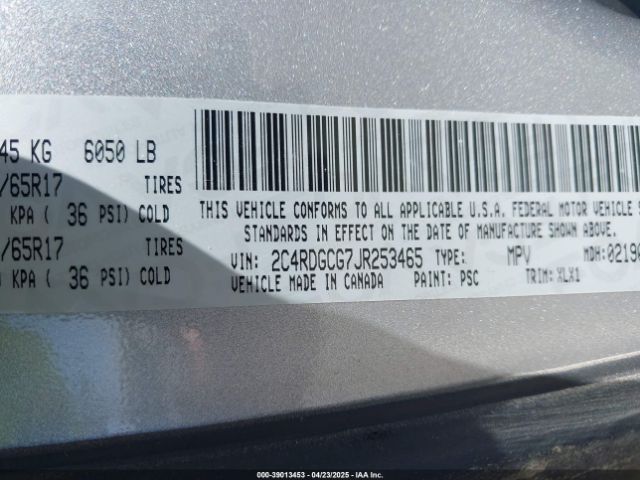 45 KG 6050 LB
/65R17 TIRES
KPA ( 36 PSI) COLD
/65R17 TIRES
KPA ( 36 PSI) COLD
THIS VEHICLE CONFORMS TO ALL APPLICABLE U.S.A. FEDERAL MOTOR VEHICLE S
STANDARDS IN EFFECT ON THE DATE OF MANUFACTURE SHOWN ABOVE.
VIN: 2C4RDGCG7JR253465 TYPE: MPV MDH: 0219
VEHICLE MADE IN CANADA PAINT: PSC TRIM: XLX1
000-39013453 | 04/23/2025 | IAA Inc.